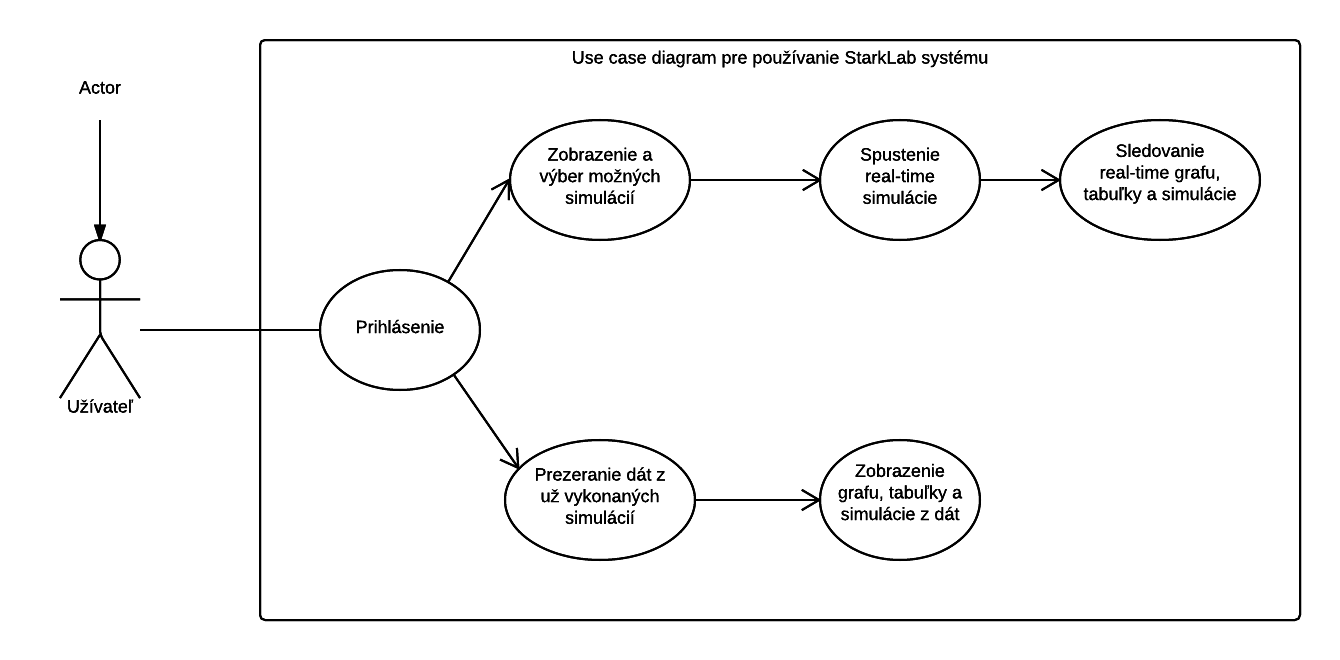 Use case diagram pre používanie StarkLab systému
Actor
Užívateľ
Prihlásenie
Zobrazenie a
výber možných
simulácií
Spustenie
real-time
simulácie
Sledovanie
real-time grafu,
tabuľky a simulácie
Prezeranie dát z
už vykonaných
simulácií
Zobrazenie
grafu, tabuľky a
simulácie z dát